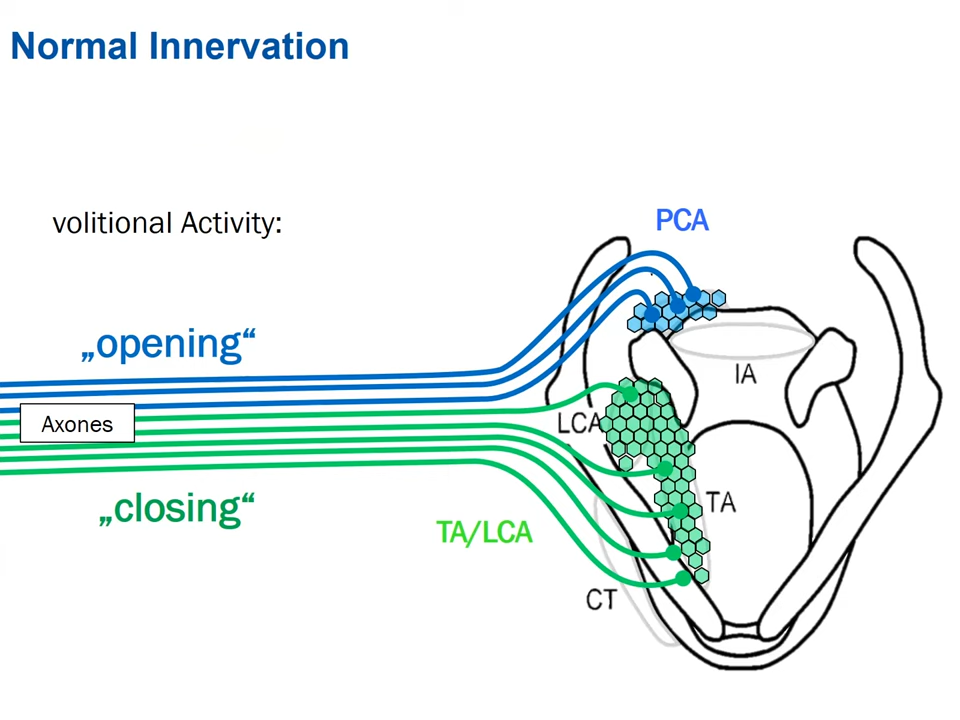 Normal Innervation
volitional Activity:
PCA
„opening“
IA
Axones
LCA
„closing“
TA
TA/LCA
CT